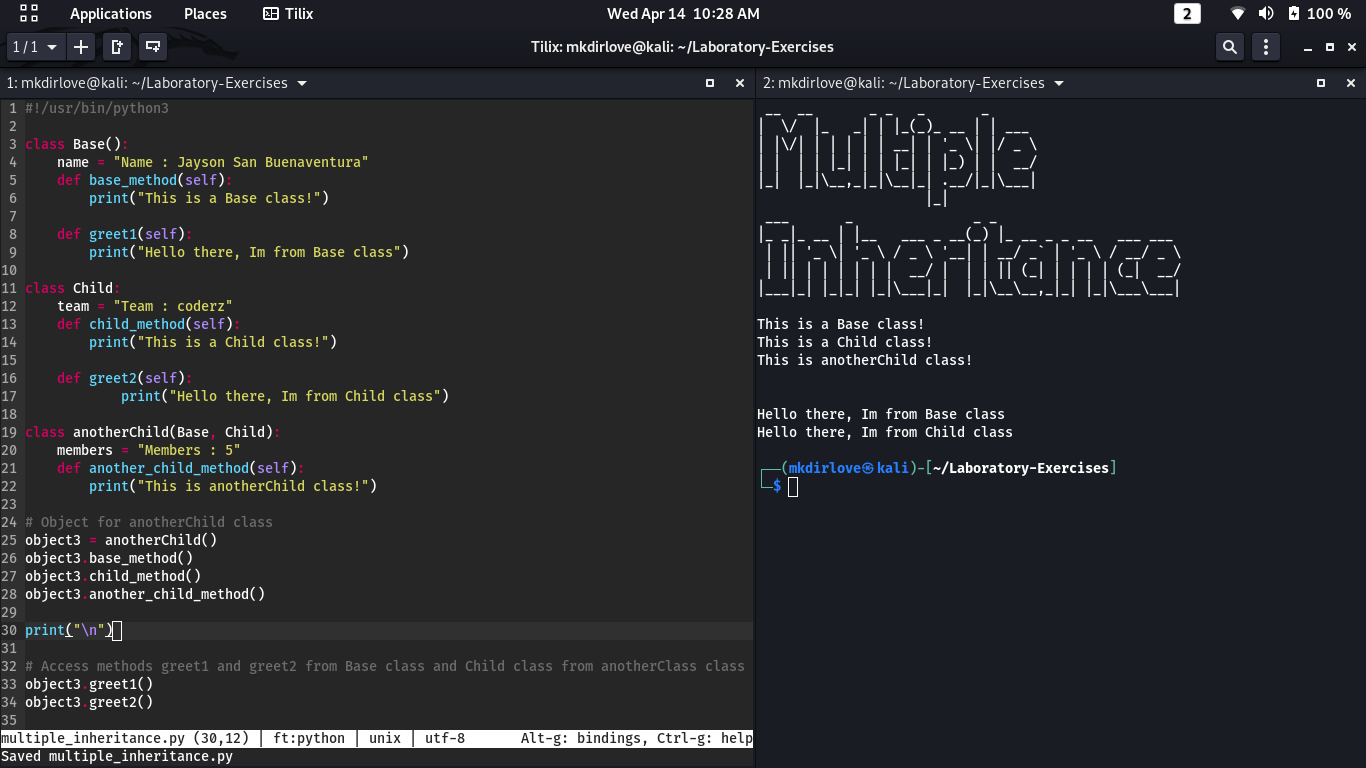 Applications Places Tilix Wed Apr 14 10:28 AM 2 100 %
1 / 1 Tilix: mkdirlove@kali: ~/Laboratory-Exercises
1: mkdirlove@kali: ~/Laboratory-Exercises
1 #!/usr/bin/python3
2
3 class Base():
4     name = "Name : Jayson San Buenaventura"
5     def base_method(self):
6         print("This is a Base class!")
7
8     def greet1(self):
9         print("Hello there, Im from Base class")
10
11 class Child:
12     team = "Team : coderz"
13     def child_method(self):
14         print("This is a Child class!")
15
16     def greet2(self):
17             print("Hello there, Im from Child class")
18
19 class anotherChild(Base, Child):
20     members = "Members : 5"
21     def another_child_method(self):
22         print("This is anotherChild class!")
23
24 # Object for anotherChild class
25 object3 = anotherChild()
26 object3.base_method()
27 object3.child_method()
28 object3.another_child_method()
29
30 print("\n")
31
32 # Access methods greet1 and greet2 from Base class and Child class from anotherClass class
33 object3.greet1()
34 object3.greet2()
35
multiple_inheritance.py (30,12) | ft:python | unix | utf-8 Alt-g: bindings, Ctrl-g: help
Saved multiple_inheritance.py
2: mkdirlove@kali: ~/Laboratory-Exercises
Multiple
Inheritance
This is a Base class!
This is a Child class!
This is anotherChild class!
Hello there, Im from Base class
Hello there, Im from Child class
┌──(mkdirlove㉿kali)-[~/Laboratory-Exercises]
└─$